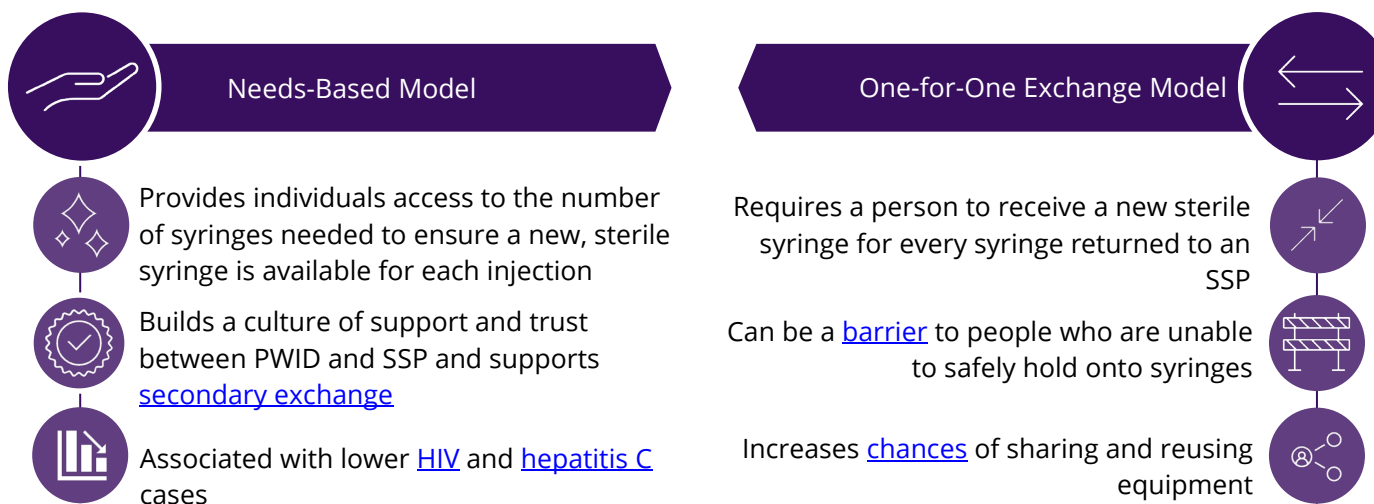 Needs-Based Model
Provides individuals access to the number
of syringes needed to ensure a new, sterile
syringe is available for each injection
Builds a culture of support and trust
between PWID and SSP and supports
secondary exchange
Associated with lower HIV and hepatitis C
cases
One-for-One Exchange Model
Requires a person to receive a new sterile
syringe for every syringe returned to an
SSP
Can be a barrier to people who are unable
to safely hold onto syringes
Increases chances of sharing and reusing
equipment